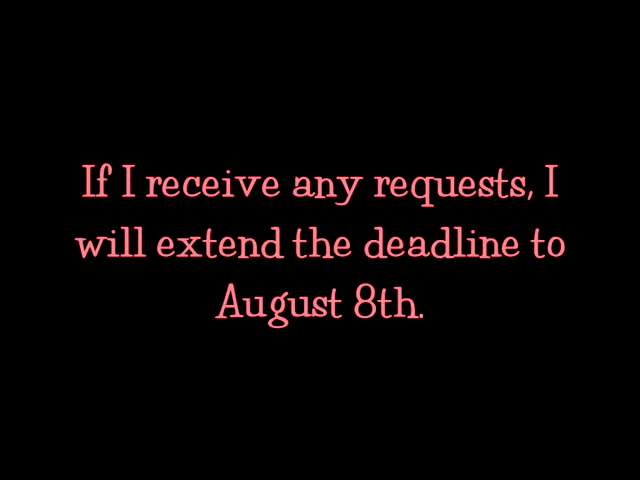 If I receive any requests, I
will extend the deadline to
August 8th.